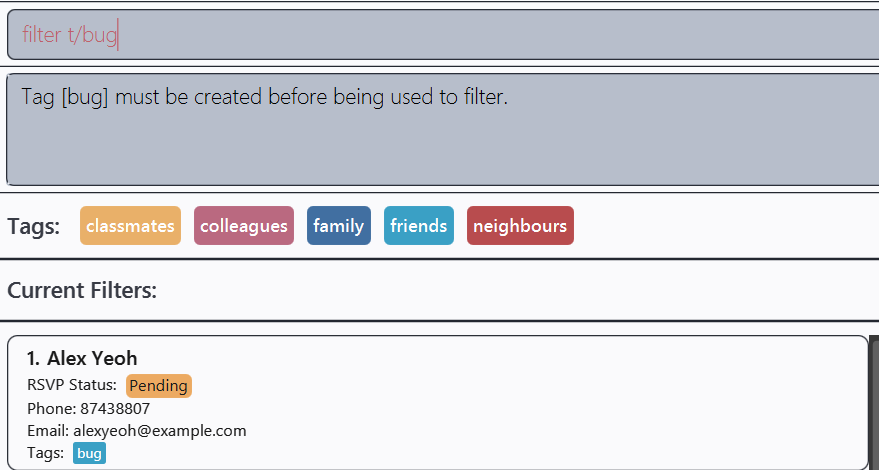 filter t/bug
Tag [bug] must be created before being used to filter.
Tags: classmates colleagues family friends neighbours
Current Filters:
1. Alex Yeoh
RSVP Status: Pending
Phone: 87438807
Email: alexyeoh@example.com
Tags: bug